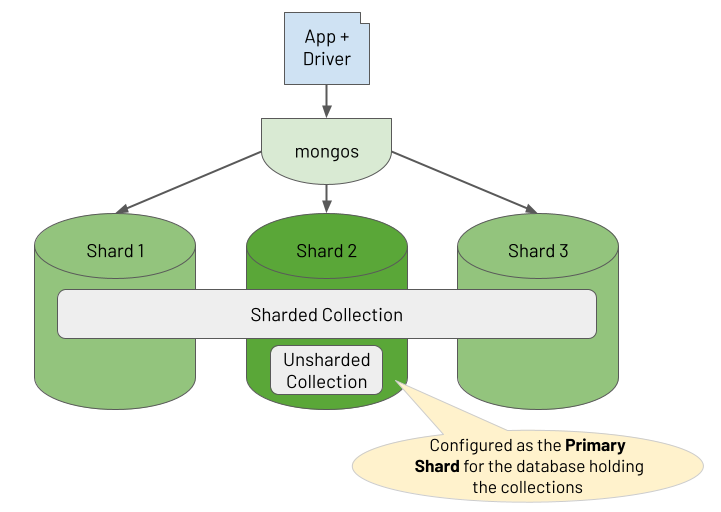 App +
Driver
mongos
Shard 1
Shard 2
Shard 3
Sharded Collection
Unsharded
Collection
Configured as the Primary
Shard for the database holding
the collections